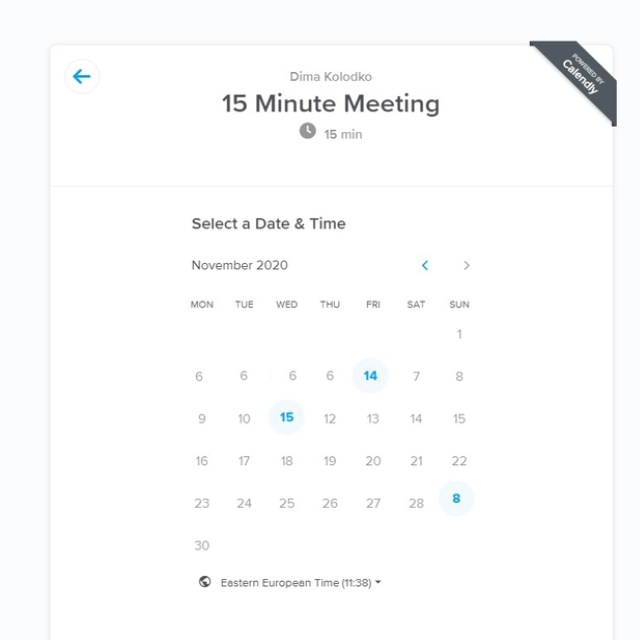 POWERED BY
Calendly
Dima Kolodko
15 Minute Meeting
15 min
Select a Date & Time
November 2020
MON TUE WED THU FRI SAT SUN
1
6 6 6 6 14 7 8
9 10 15 12 13 14 15
16 17 18 19 20 21 22
23 24 25 26 27 28 8
30
Eastern European Time (11:38)